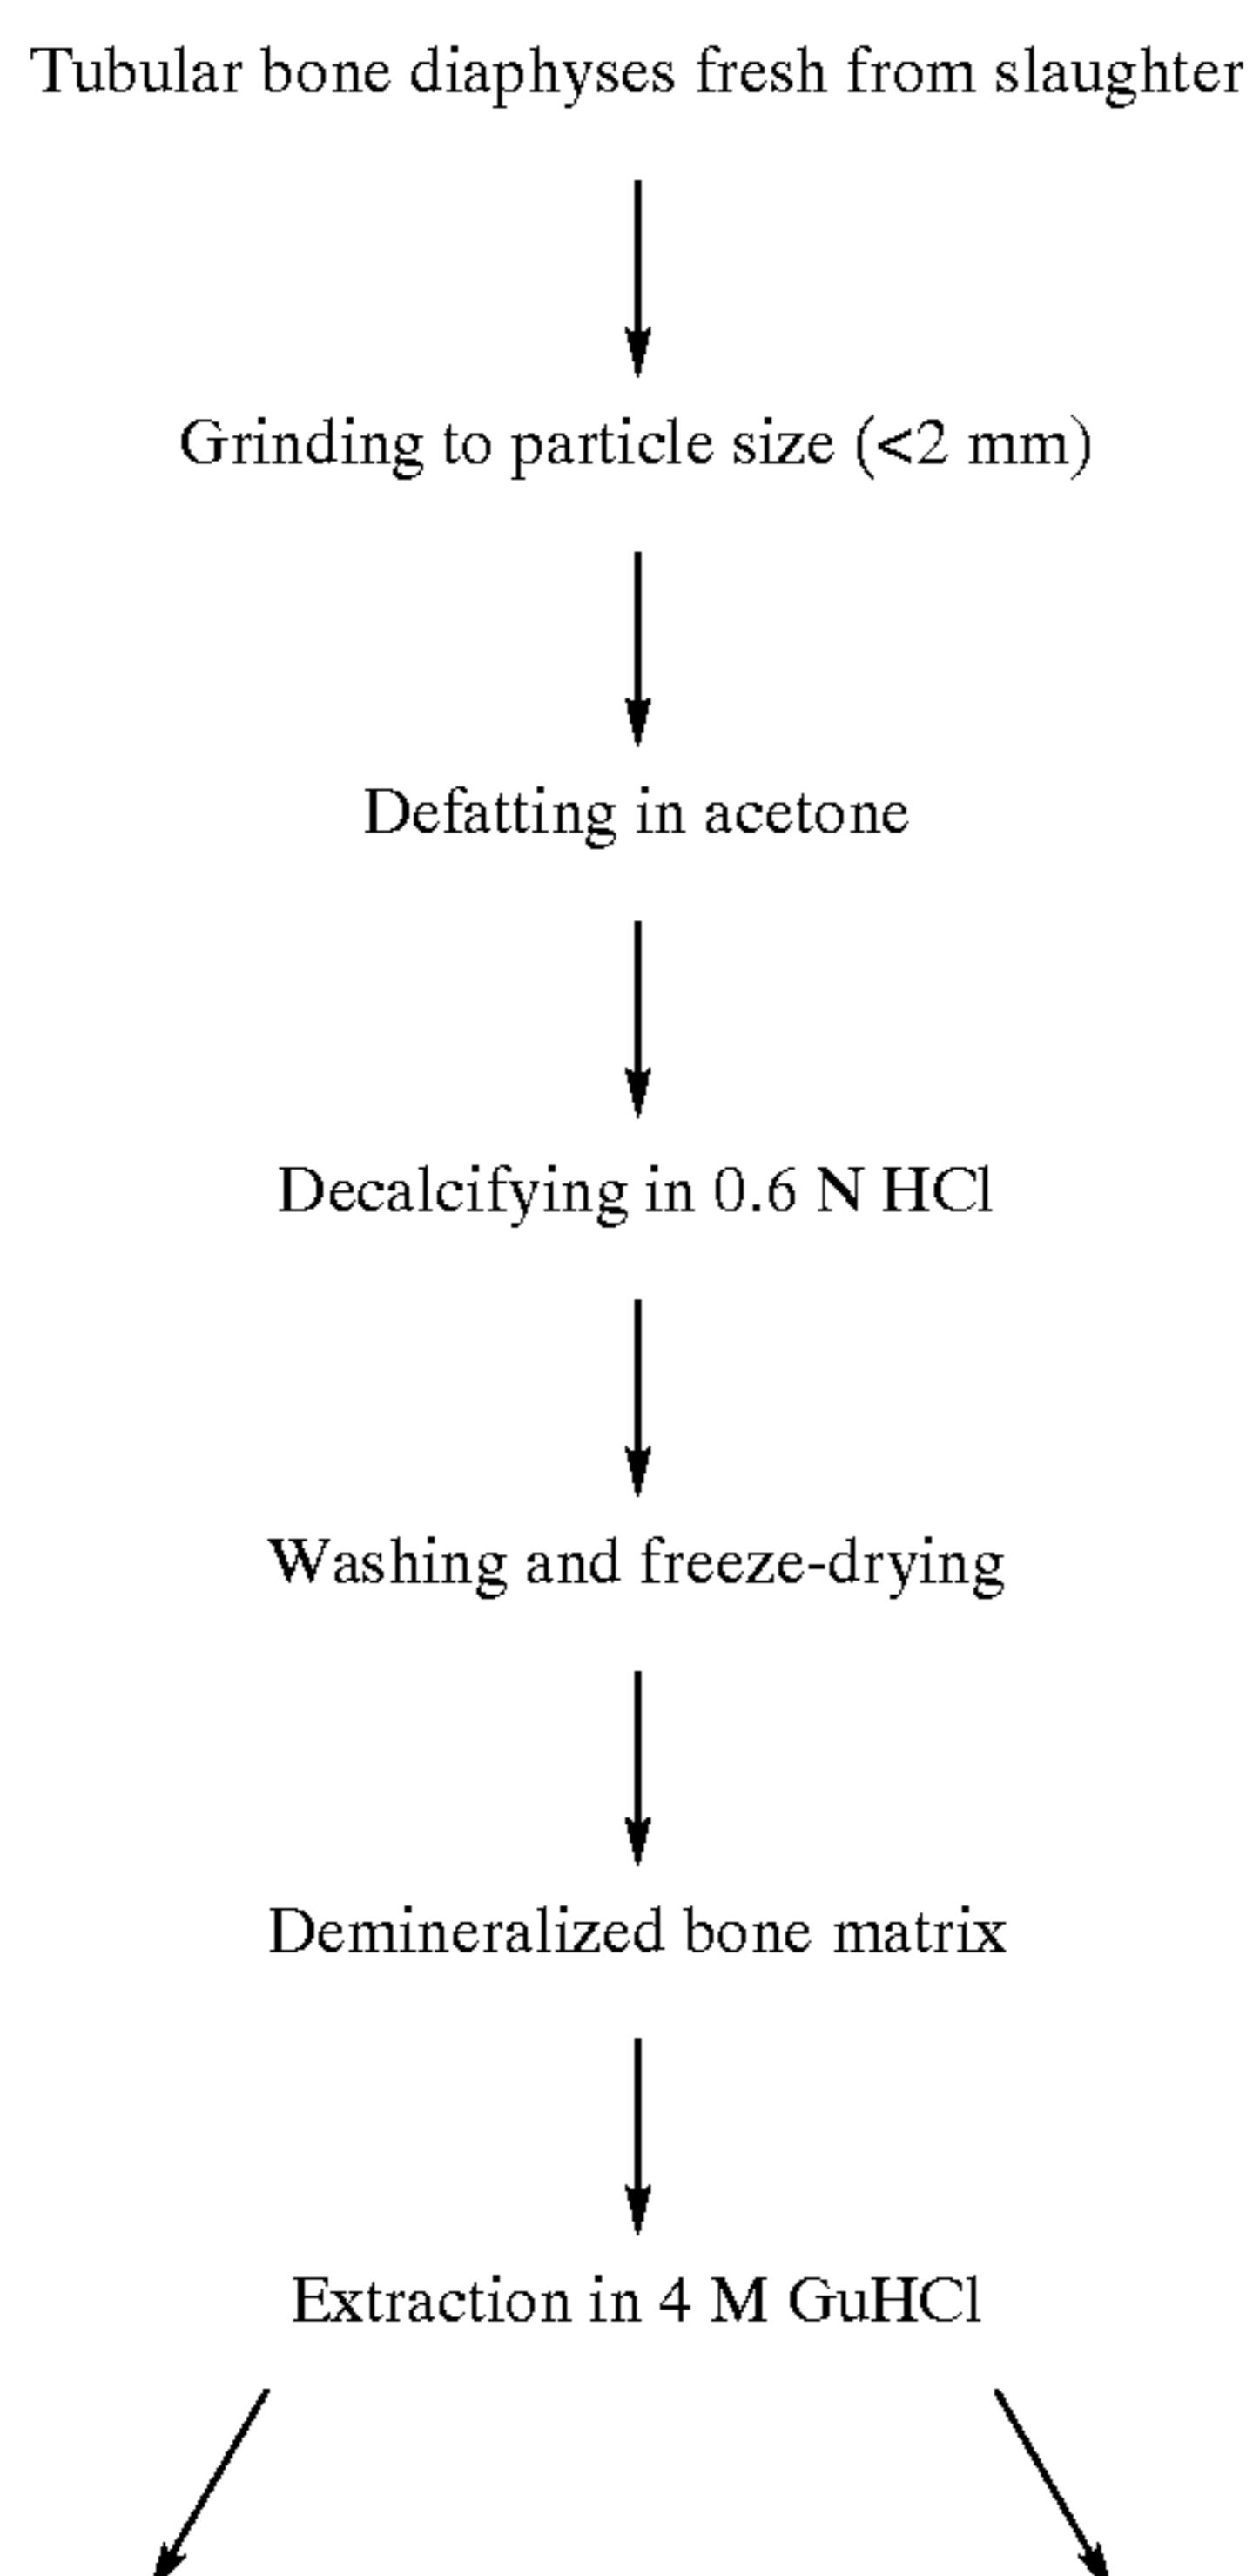 Tubular bone diaphyses fresh from slaughter
Grinding to particle size (<2 mm)
Defatting in acetone
Decalcifying in 0.6 N HCl
Washing and freeze-drying
Demineralized bone matrix
Extraction in 4 M GuHCl